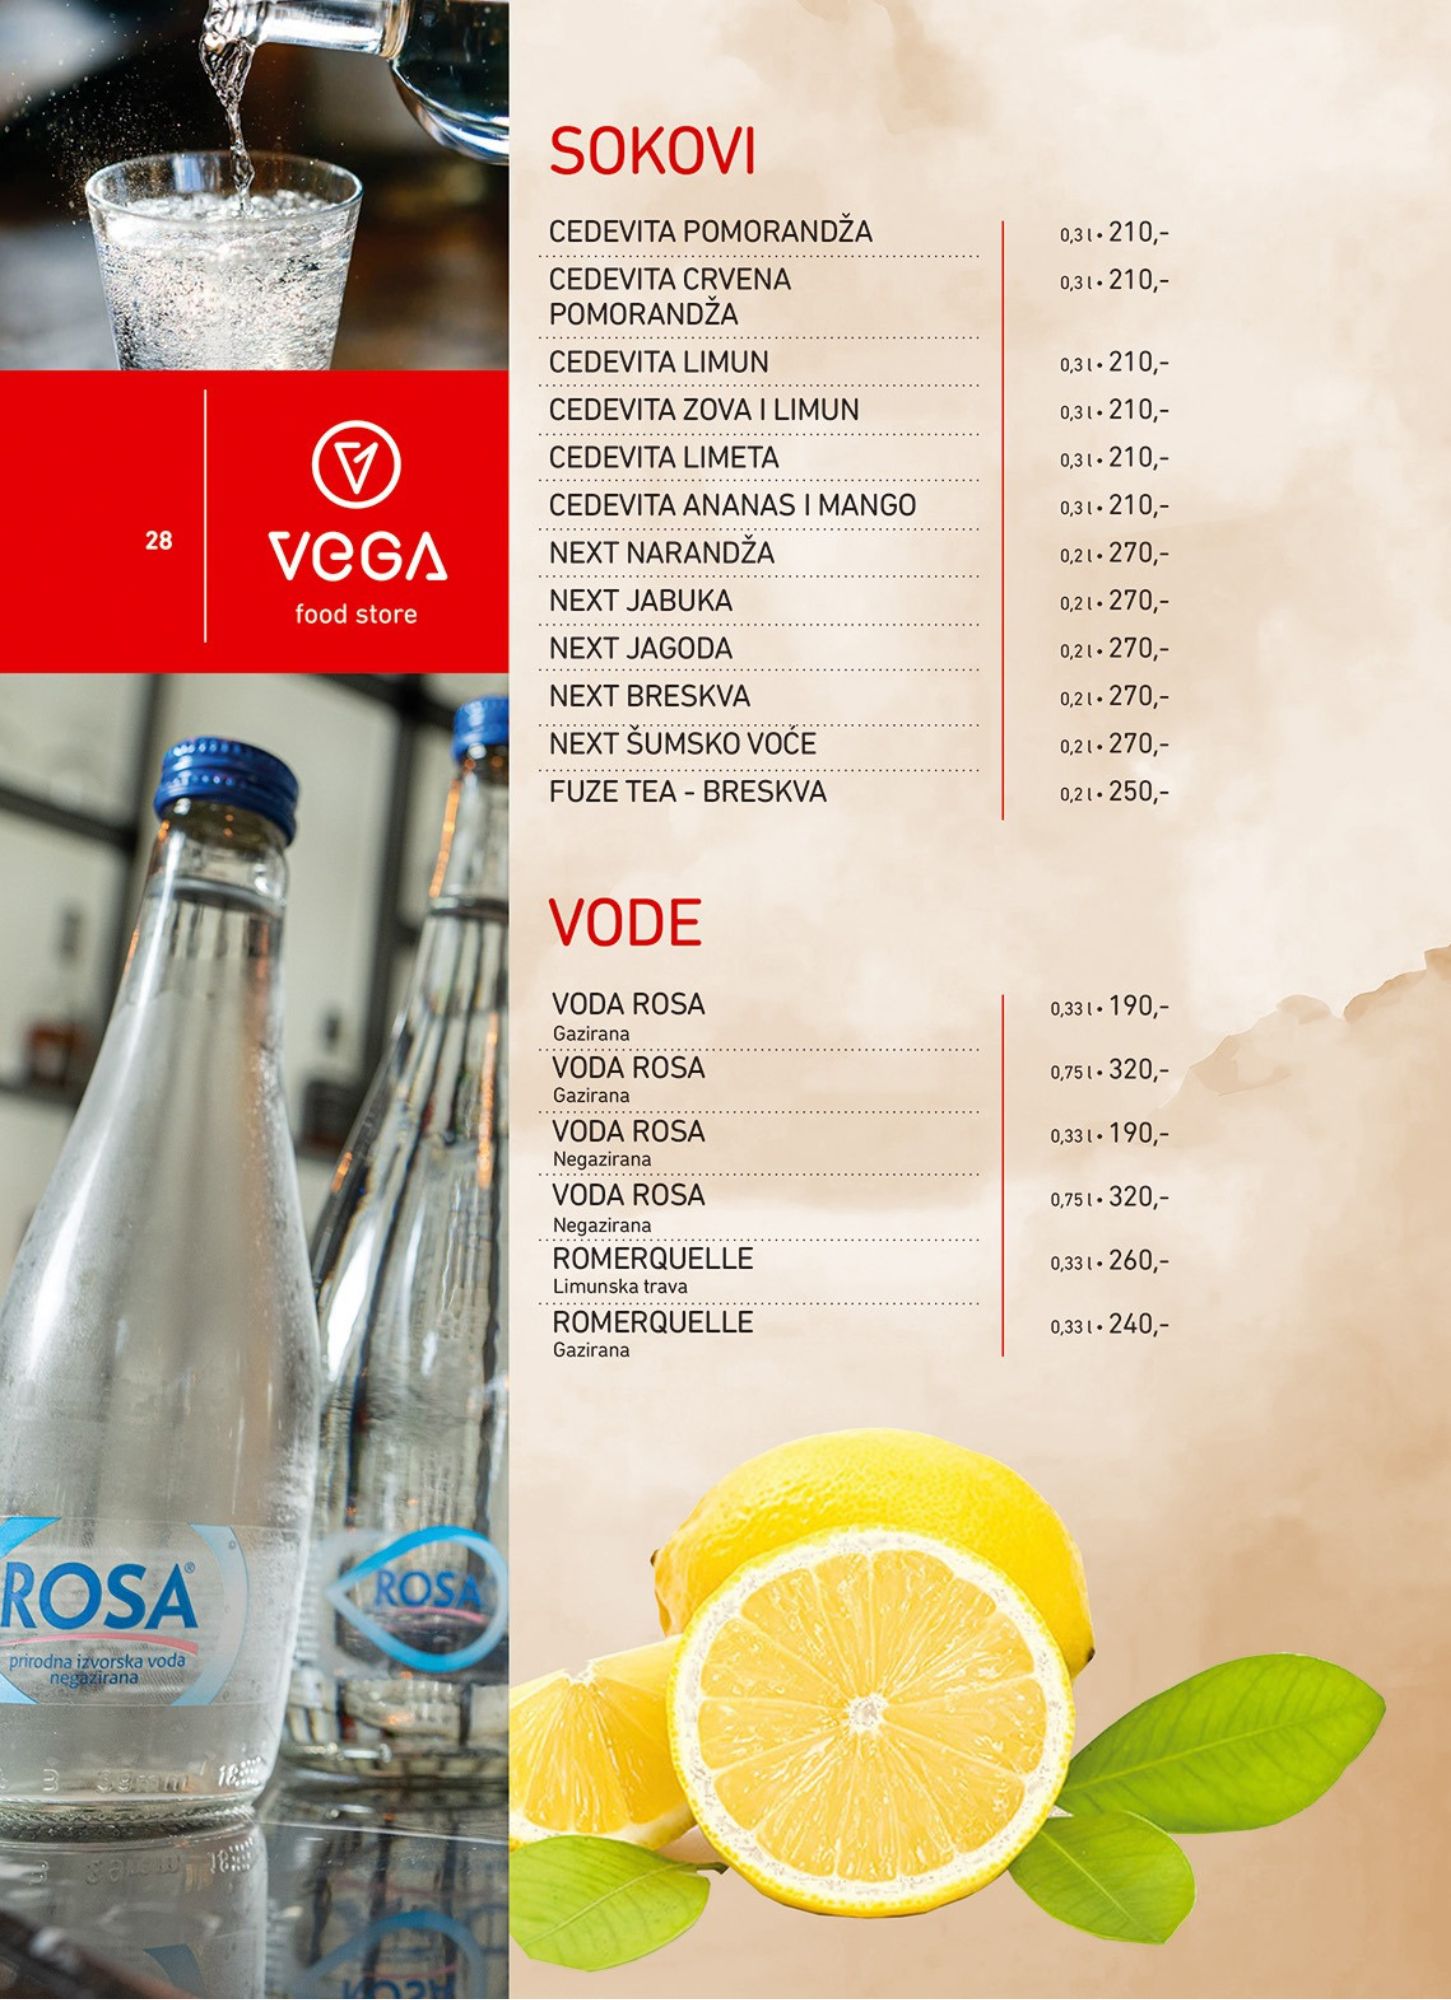 SOKOVI
CEDEVITA POMORANDŽA 0,3 l • 210,-
CEDEVITA CRVENA 0,3 l • 210,-
POMORANDŽA
CEDEVITA LIMUN 0,3 l • 210,-
CEDEVITA ZOVA I LIMUN 0,3 l • 210,-
CEDEVITA LIMETA 0,3 l • 210,-
CEDEVITA ANANAS I MANGO 0,3 l • 210,-
NEXT NARANDŽA 0,2 l • 270,-
NEXT JABUKA 0,2 l • 270,-
NEXT JAGODA 0,2 l • 270,-
NEXT BRESKVA 0,2 l • 270,-
NEXT ŠUMSKO VOĆE 0,2 l • 270,-
FUZE TEA - BRESKVA 0,2 l • 250,-
VODE
VODA ROSA 0,33 l • 190,-
Gazirana
VODA ROSA 0,75 l • 320,-
Gazirana
VODA ROSA 0,33 l • 190,-
Negazirana
VODA ROSA 0,75 l • 320,-
Negazirana
ROMERQUELLE 0,33 l • 260,-
Limunska trava
ROMERQUELLE 0,33 l • 240,-
Gazirana
28
VEGA
food store
ROSA®
prirodna izvorska voda
negazirana
ROSA